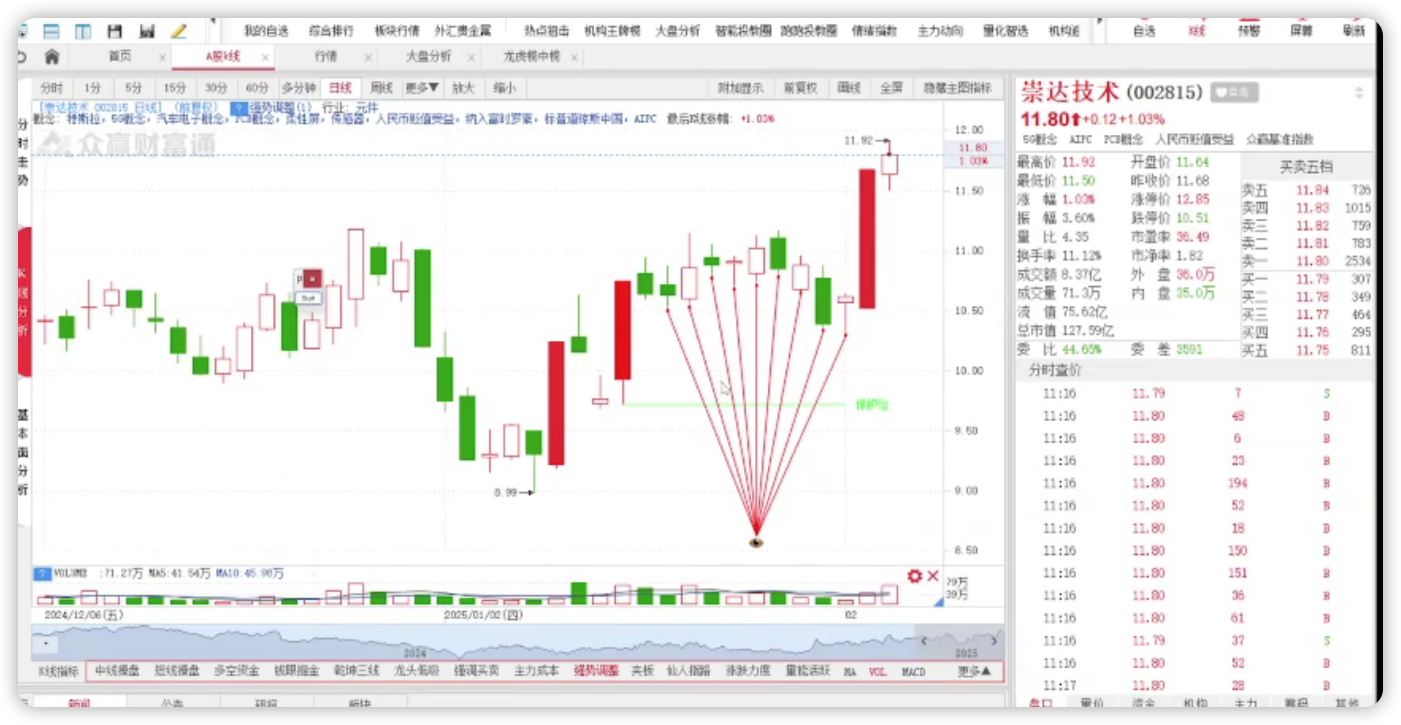 我的自选 综合排行 板块行情 外汇贵金属 热点狙击 机构王牌榜 大盘分析 智能投教圈 跑跑投教圈 情绪指数 主力动向 量化智选 自选 K线 预警 屏幕 刷新
首页 A股K线 行情 大盘分析 龙虎榜中榜
分时 1分 5分 15分 30分 60分 多分钟 日线 周线 更多▼ 放大 缩小 附加显示 前复权 画线 全屏 隐藏主图指标
[崇达技术 002815 日线] (前复权) 强势调整(1) 行业: 元件
概念: 特斯拉, 5G概念, 汽车电子概念, PCB概念, 柔性屏, 传感器, 人民币贬值受益, 纳入富时罗素, 标普道琼斯中国, AIPC 最后K线涨幅: +1.03%
众赢财富通
分时走势
K线分析
基本面分析
11.92
8.99
保护位
12.00
11.80
1.03%
11.50
11.00
10.50
10.00
9.50
9.00
8.50
VOLUME :71.27万 MA5:41.54万 MA10:45.98万
79万
39万
2024/12/06(五) 2025/01/02(四) 02
2024 2025
K线指标 中线操盘 短线操盘 多空资金 钱眼掘金 乾坤三线 龙头低吸 强调买卖 主力成本 强势调整 夹板 仙人指路 涨跌力度 量能活跃 MA VOL MACD 更多▲
新闻 公告 研报 板块
崇达技术 (002815) 自选
11.80 +0.12 +1.03%
5G概念 AIPC PCB概念 人民币贬值受益 众赢基准指数
最高价 11.92 开盘价 11.64
最低价 11.50 昨收价 11.68
涨 幅 1.03% 涨停价 12.85
振 幅 3.60% 跌停价 10.51
量 比 4.35 市盈率 36.49
换手率 11.12% 市净率 1.82
成交额 8.37亿 外 盘 36.0万
成交量 71.3万 内 盘 35.0万
流 值 75.62亿
总市值 127.59亿
委 比 44.65% 委 差 3591
买卖五档
卖五 11.84 726
卖四 11.83 1015
卖三 11.82 759
卖二 11.81 783
卖一 11.80 2534
买一 11.79 307
买二 11.78 349
买三 11.77 464
买四 11.76 295
买五 11.75 811
分时查价
11:16 11.79 7 S
11:16 11.80 48 B
11:16 11.80 6 B
11:16 11.80 23 B
11:16 11.80 194 B
11:16 11.80 52 B
11:16 11.80 18 B
11:16 11.80 150 B
11:16 11.80 151 B
11:16 11.80 36 B
11:16 11.80 61 B
11:16 11.79 37 S
11:16 11.80 52 B
11:17 11.80 28 B
盘口 量价 资金 机构 主力 筹码 其他